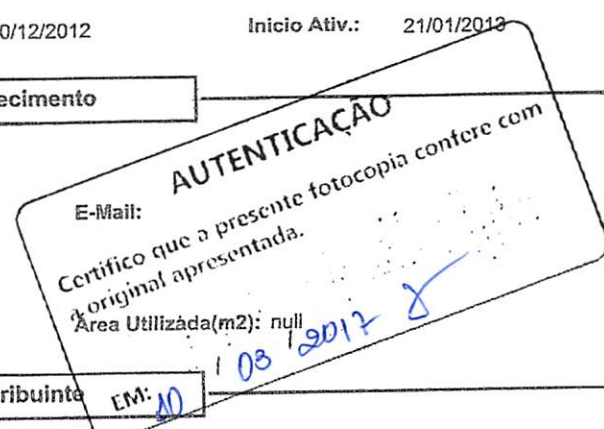 0/12/2012 Inicio Ativ.: 21/01/2013
ecimento
AUTENTICAÇÃO
E-Mail:
Certifico que a presente fotocopia confere com
a original apresentada.
Área Utilizada(m2): null
ribuinte
EM: 10 / 03 / 2017